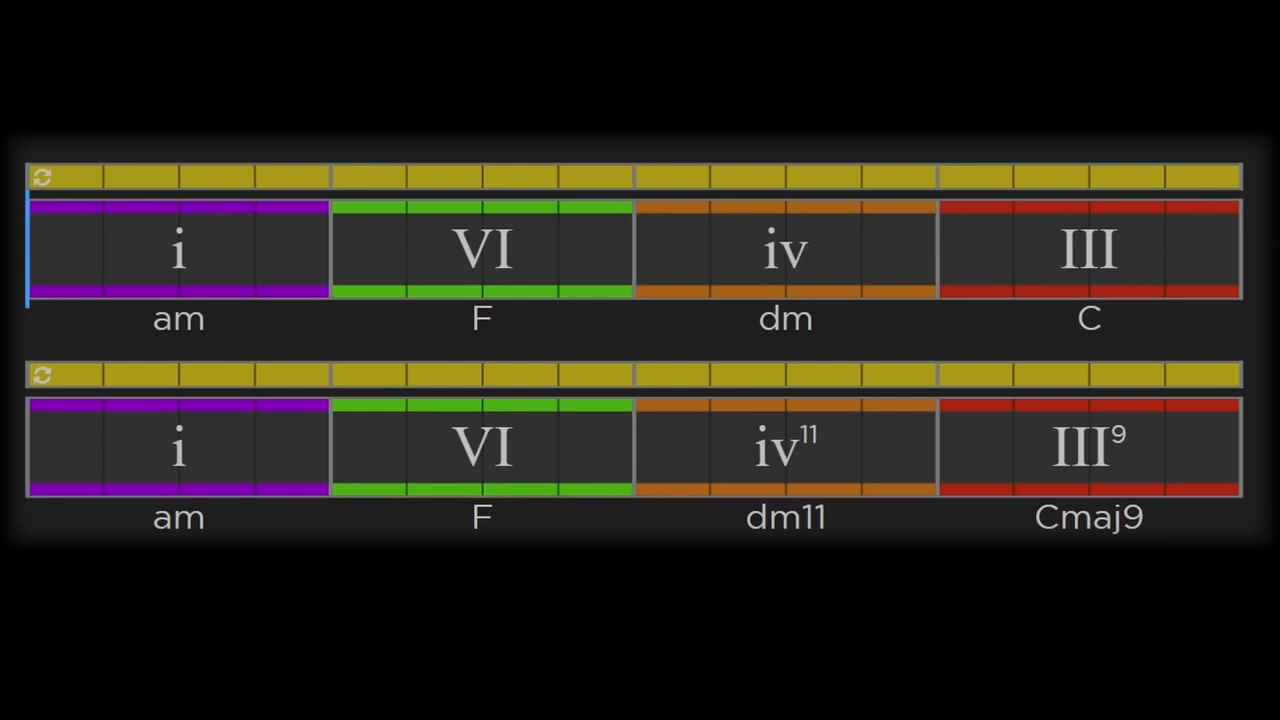 i VI iv III
am F dm C
i VI iv¹¹ III⁹
am F dm11 Cmaj9